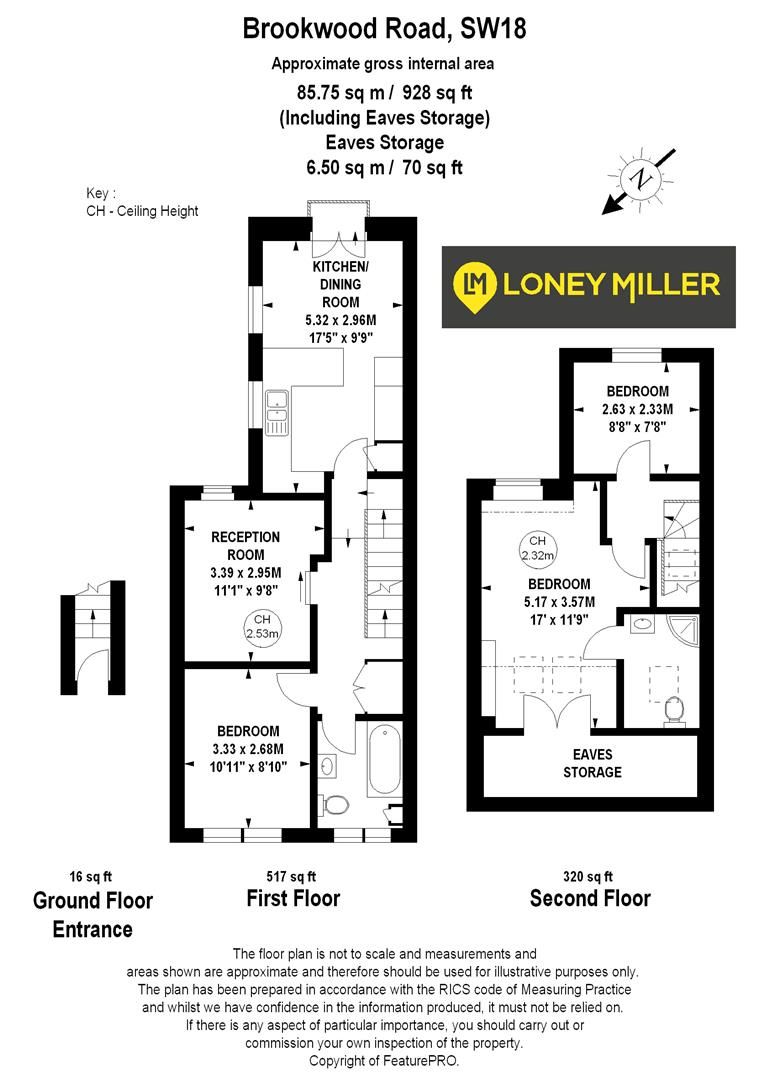 Brookwood Road, SW18
Approximate gross internal area
85.75 sq m / 928 sq ft
(Including Eaves Storage)
Eaves Storage
6.50 sq m / 70 sq ft
Key :
CH - Ceiling Height
N
LM LONEY MILLER
KITCHEN/
DINING
ROOM
5.32 x 2.96M
17'5" x 9'9"
RECEPTION
ROOM
3.39 x 2.95M
11'1" x 9'8"
CH
2.53m
BEDROOM
3.33 x 2.68M
10'11" x 8'10"
BEDROOM
2.63 x 2.33M
8'8" x 7'8"
CH
2.32m
BEDROOM
5.17 x 3.57M
17' x 11'9"
EAVES
STORAGE
16 sq ft
Ground Floor
Entrance
517 sq ft
First Floor
320 sq ft
Second Floor
The floor plan is not to scale and measurements and
areas shown are approximate and therefore should be used for illustrative purposes only.
The plan has been prepared in accordance with the RICS code of Measuring Practice
and whilst we have confidence in the information produced, it must not be relied on.
If there is any aspect of particular importance, you should carry out or
commission your own inspection of the property.
Copyright of FeaturePRO.